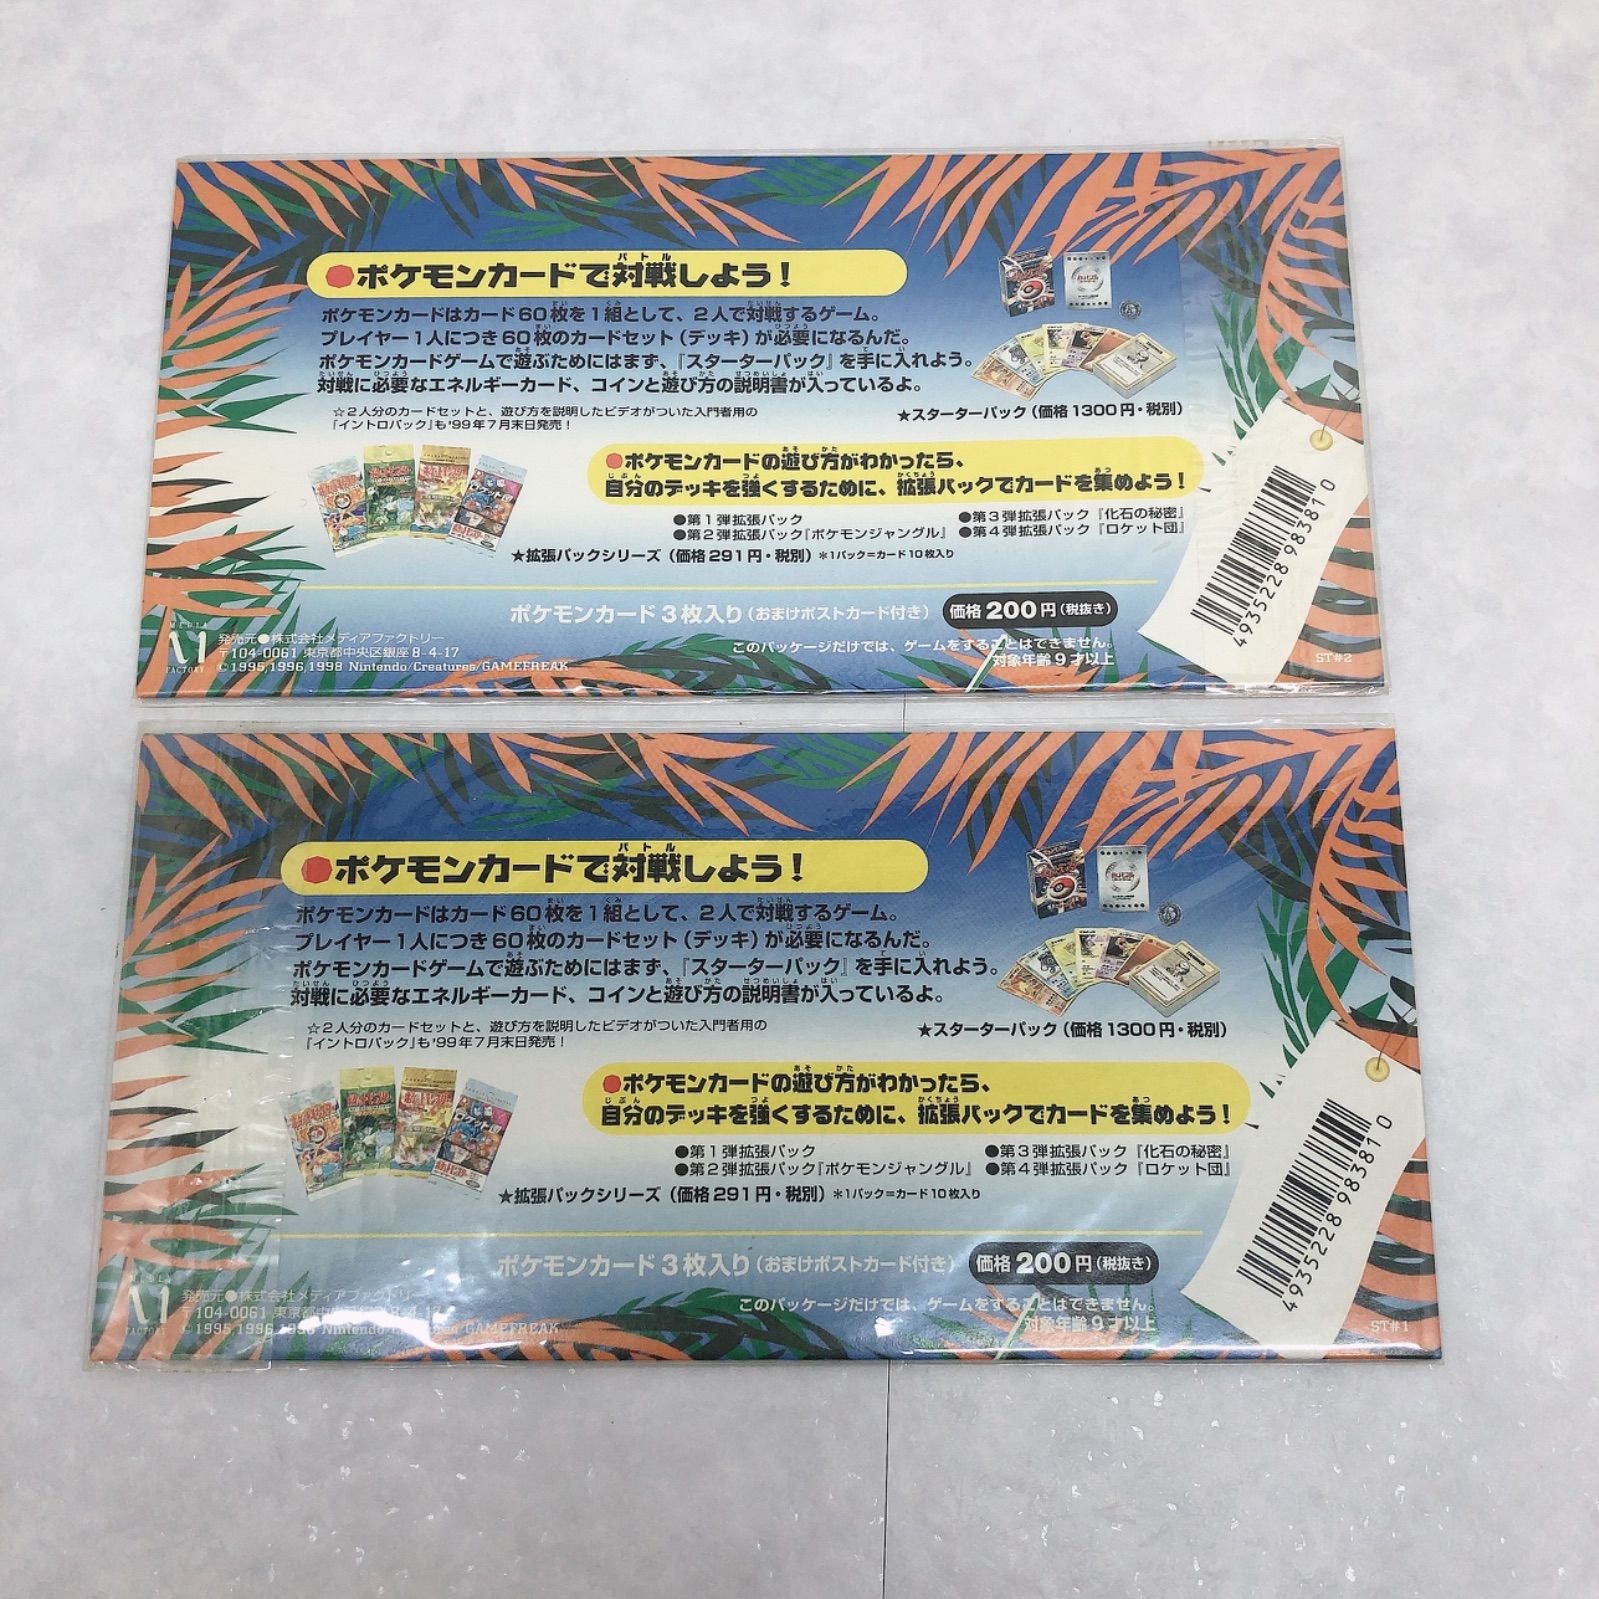 ●ポケモンカードで対戦しよう!
ポケモンカードはカード60枚を1組として、2人で対戦するゲーム。
プレイヤー1人につき60枚のカードセット(デッキ)が必要になるんだ。
ポケモンカードゲームで遊ぶためにはまず、『スターターパック』を手に入れよう。
対戦に必要なエネルギーカード、コインと遊び方の説明書が入っているよ。
☆2人分のカードセットと、遊び方を説明したビデオがついた入門者用の
『イントロパック』も'99年7月末日発売!
★スターターパック(価格1300円・税別)
●ポケモンカードの遊び方がわかったら、
自分のデッキを強くするために、拡張パックでカードを集めよう!
●第1弾拡張パック
●第2弾拡張パック『ポケモンジャングル』
●第3弾拡張パック『化石の秘密』
●第4弾拡張パック『ロケット団』
★拡張パックシリーズ(価格291円・税別)*1パック=カード10枚入り
ポケモンカード3枚入り(おまけポストカード付き) 価格200円(税抜き)
このパッケージだけでは、ゲームをすることはできません。
対象年齢9才以上
MEDIA
FACTORY
発売元●株式会社メディアファクトリー
〒104-0061 東京都中央区銀座8-4-17
©1995,1996,1998 Nintendo/Creatures/GAMEFREAK
4935228983810
ST#2
●ポケモンカードで対戦しよう!
ポケモンカードはカード60枚を1組として、2人で対戦するゲーム。
プレイヤー1人につき60枚のカードセット(デッキ)が必要になるんだ。
ポケモンカードゲームで遊ぶためにはまず、『スターターパック』を手に入れよう。
対戦に必要なエネルギーカード、コインと遊び方の説明書が入っているよ。
☆2人分のカードセットと、遊び方を説明したビデオがついた入門者用の
『イントロパック』も'99年7月末日発売!
★スターターパック(価格1300円・税別)
●ポケモンカードの遊び方がわかったら、
自分のデッキを強くするために、拡張パックでカードを集めよう!
●第1弾拡張パック
●第2弾拡張パック『ポケモンジャングル』
●第3弾拡張パック『化石の秘密』
●第4弾拡張パック『ロケット団』
★拡張パックシリーズ(価格291円・税別)*1パック=カード10枚入り
ポケモンカード3枚入り(おまけポストカード付き) 価格200円(税抜き)
このパッケージだけでは、ゲームをすることはできません。
対象年齢9才以上
MEDIA
FACTORY
発売元●株式会社メディアファクトリー
〒104-0061 東京都中央区銀座8-4-17
©1995,1996,1998 Nintendo/ GAMEFREAK
4935228983810
ST#1